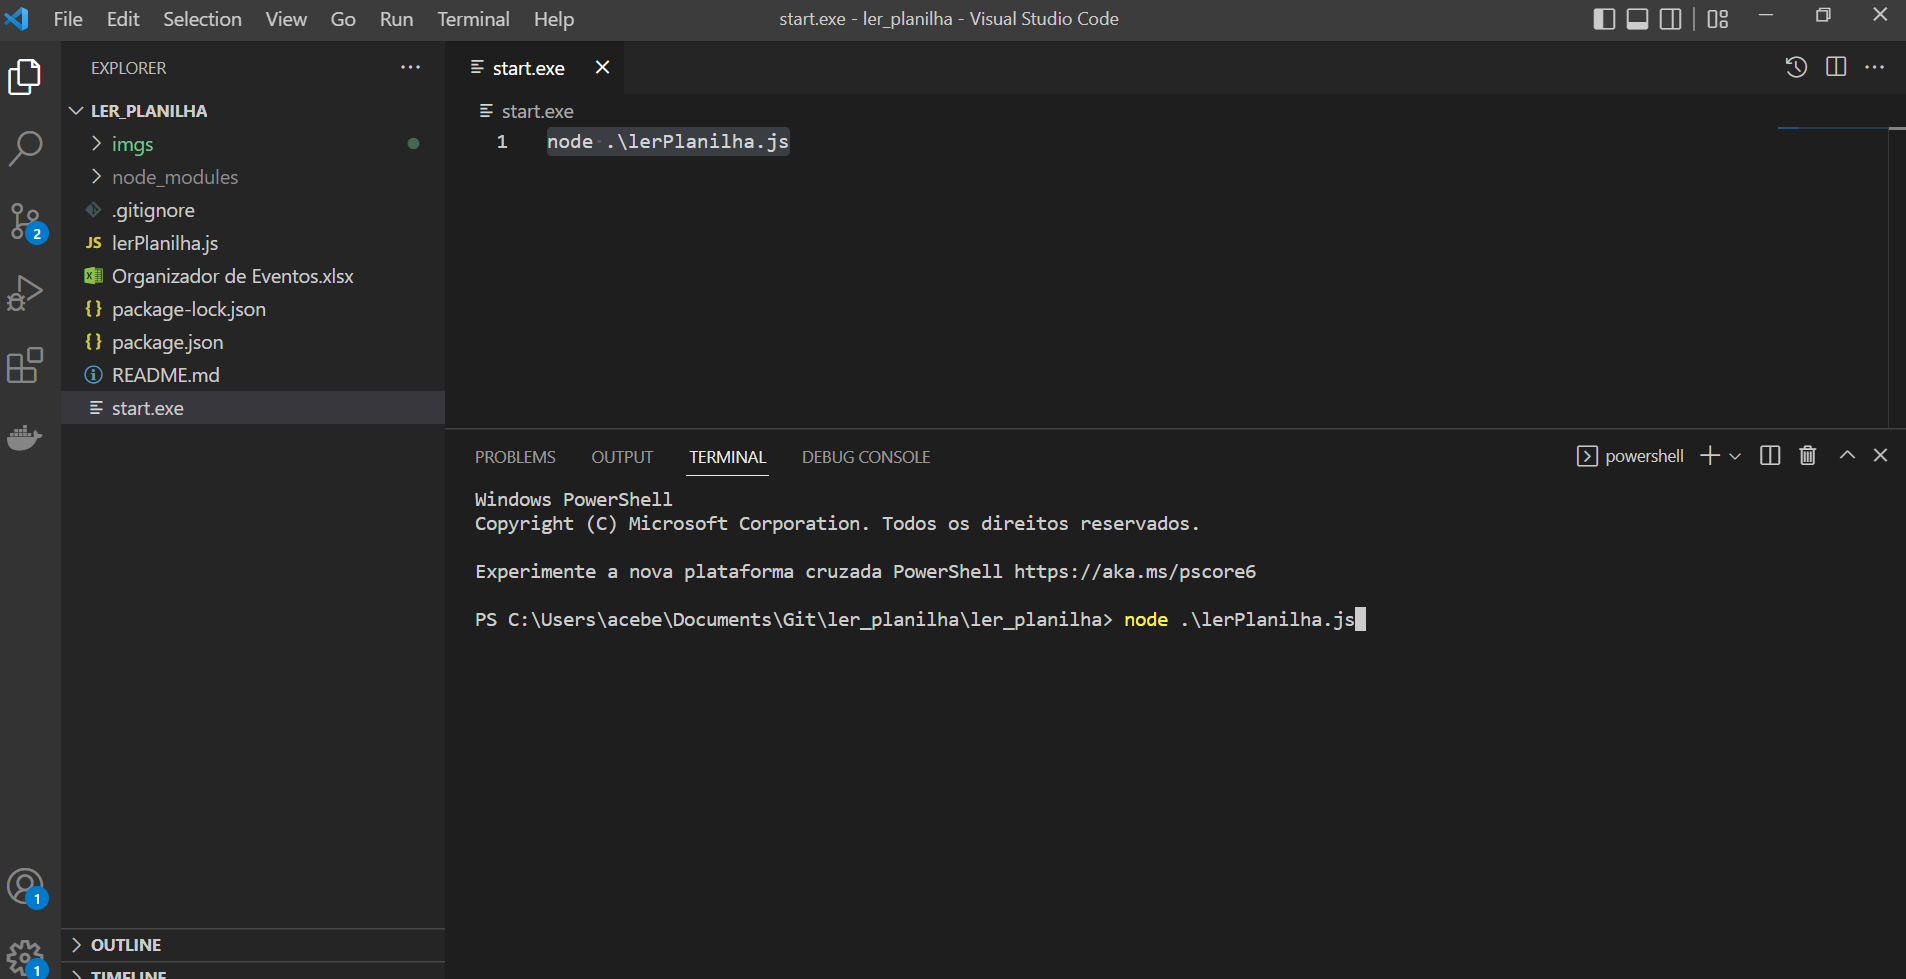 File Edit Selection View Go Run Terminal Help
start.exe - ler_planilha - Visual Studio Code
EXPLORER
LER_PLANILHA
imgs
node_modules
.gitignore
JS lerPlanilha.js
Organizador de Eventos.xlsx
{} package-lock.json
{} package.json
README.md
start.exe
2
1
1
OUTLINE
TIMELINE
start.exe
start.exe
1 node .\lerPlanilha.js
PROBLEMS OUTPUT TERMINAL DEBUG CONSOLE
powershell
Windows PowerShell
Copyright (C) Microsoft Corporation. Todos os direitos reservados.
Experimente a nova plataforma cruzada PowerShell https://aka.ms/pscore6
PS C:\Users\acebe\Documents\Git\ler_planilha\ler_planilha> node .\lerPlanilha.js